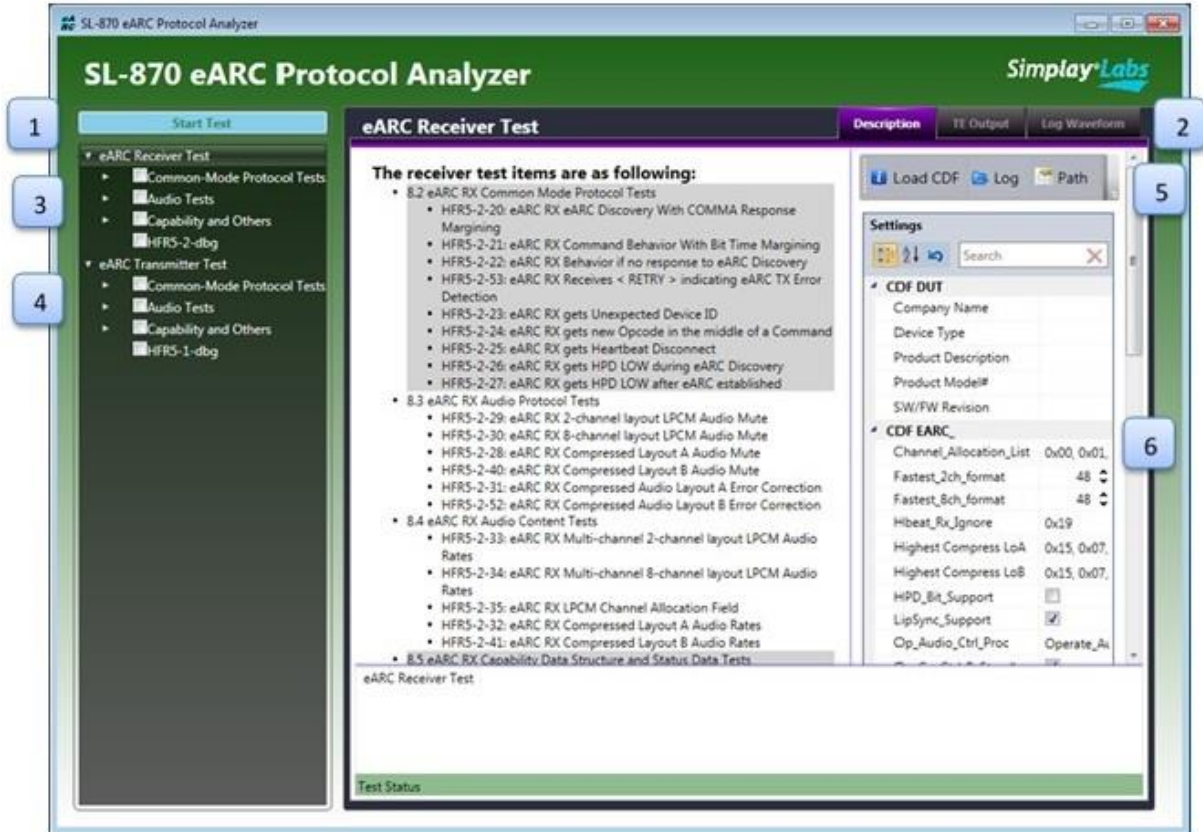 SL-870 eARC Protocol Analyzer
SL-870 eARC Protocol Analyzer
Simplay Labs
1
Start Test
eARC Receiver Test
Common-Mode Protocol Tests
Audio Tests
3
Capability and Others
HFR5-2-dbg
eARC Transmitter Test
Common-Mode Protocol Tests
4
Audio Tests
Capability and Others
HFR5-1-dbg
eARC Receiver Test
Description
TE Output
Log Waveform
2
The receiver test items are as following:
• 8.2 eARC RX Common Mode Protocol Tests
• HFR5-2-20: eARC RX eARC Discovery With COMMA Response
Margining
• HFR5-2-21: eARC RX Command Behavior With Bit Time Margining
• HFR5-2-22: eARC RX Behavior if no response to eARC Discovery
• HFR5-2-53: eARC RX Receives < RETRY > indicating eARC TX Error
Detection
• HFR5-2-23: eARC RX gets Unexpected Device ID
• HFR5-2-24: eARC RX gets new Opcode in the middle of a Command
• HFR5-2-25: eARC RX gets Heartbeat Disconnect
• HFR5-2-26: eARC RX gets HPD LOW during eARC Discovery
• HFR5-2-27: eARC RX gets HPD LOW after eARC established
• 8.3 eARC RX Audio Protocol Tests
• HFR5-2-29: eARC RX 2-channel layout LPCM Audio Mute
• HFR5-2-30: eARC RX 8-channel layout LPCM Audio Mute
• HFR5-2-28: eARC RX Compressed Layout A Audio Mute
• HFR5-2-40: eARC RX Compressed Layout B Audio Mute
• HFR5-2-31: eARC RX Compressed Audio Layout A Error Correction
• HFR5-2-52: eARC RX Compressed Audio Layout B Error Correction
• 8.4 eARC RX Audio Content Tests
• HFR5-2-33: eARC RX Multi-channel 2-channel layout LPCM Audio
Rates
• HFR5-2-34: eARC RX Multi-channel 8-channel layout LPCM Audio
Rates
• HFR5-2-35: eARC RX LPCM Channel Allocation Field
• HFR5-2-32: eARC RX Compressed Layout A Audio Rates
• HFR5-2-41: eARC RX Compressed Layout B Audio Rates
• 8.5 eARC RX Capability Data Structure and Status Data Tests
Load CDF
Log
Path
5
Settings
Search
CDF DUT
Company Name
Device Type
Product Description
Product Model#
SW/FW Revision
CDF EARC_
6
Channel_Allocation_List 0x00, 0x01,
Fastest_2ch_format 48
Fastest_8ch_format 48
Hbeat_Rx_Ignore 0x19
Highest Compress LoA 0x15, 0x07,
Highest Compress LoB 0x15, 0x07,
HPD_Bit_Support
LipSync_Support
Op_Audio_Ctrl_Proc Operate_Au
eARC Receiver Test
Test Status